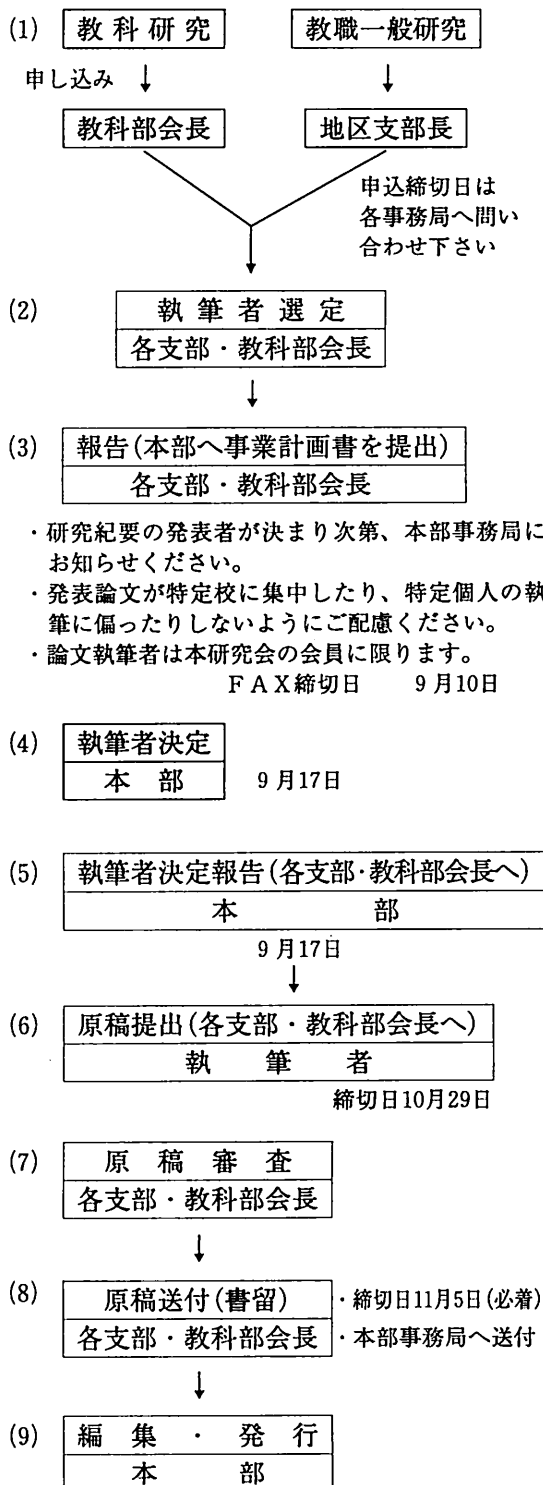 (1) 教科研究 教職一般研究
申し込み ↓ ↓
教科部会長 地区支部長
申込締切日は
各事務局へ問い
合わせ下さい
↓
(2) 執筆者選定
各支部・教科部会長
↓
(3) 報告(本部へ事業計画書を提出)
各支部・教科部会長
・研究紀要の発表者が決まり次第、本部事務局に
お知らせください。
・発表論文が特定校に集中したり、特定個人の執
筆に偏ったりしないようにご配慮ください。
・論文執筆者は本研究会の会員に限ります。
FAX締切日 9月10日
(4) 執筆者決定
本部 9月17日
(5) 執筆者決定報告(各支部・教科部会長へ)
本部
9月17日
↓
(6) 原稿提出(各支部・教科部会長へ)
執筆者
締切日10月29日
(7) 原稿審査
各支部・教科部会長
↓
(8) 原稿送付(書留) ・締切日11月5日(必着)
各支部・教科部会長 ・本部事務局へ送付
↓
(9) 編集・発行
本部